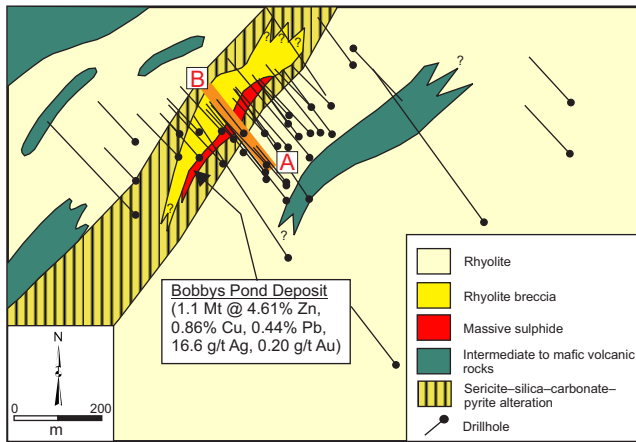 ?
?
B
A
?
?
Bobbys Pond Deposit
(1.1 Mt @ 4.61% Zn,
0.86% Cu, 0.44% Pb,
16.6 g/t Ag, 0.20 g/t Au)
N
0 200
m
Rhyolite
Rhyolite breccia
Massive sulphide
Intermediate to mafic volcanic
rocks
Sericite–silica–carbonate–
pyrite alteration
Drillhole